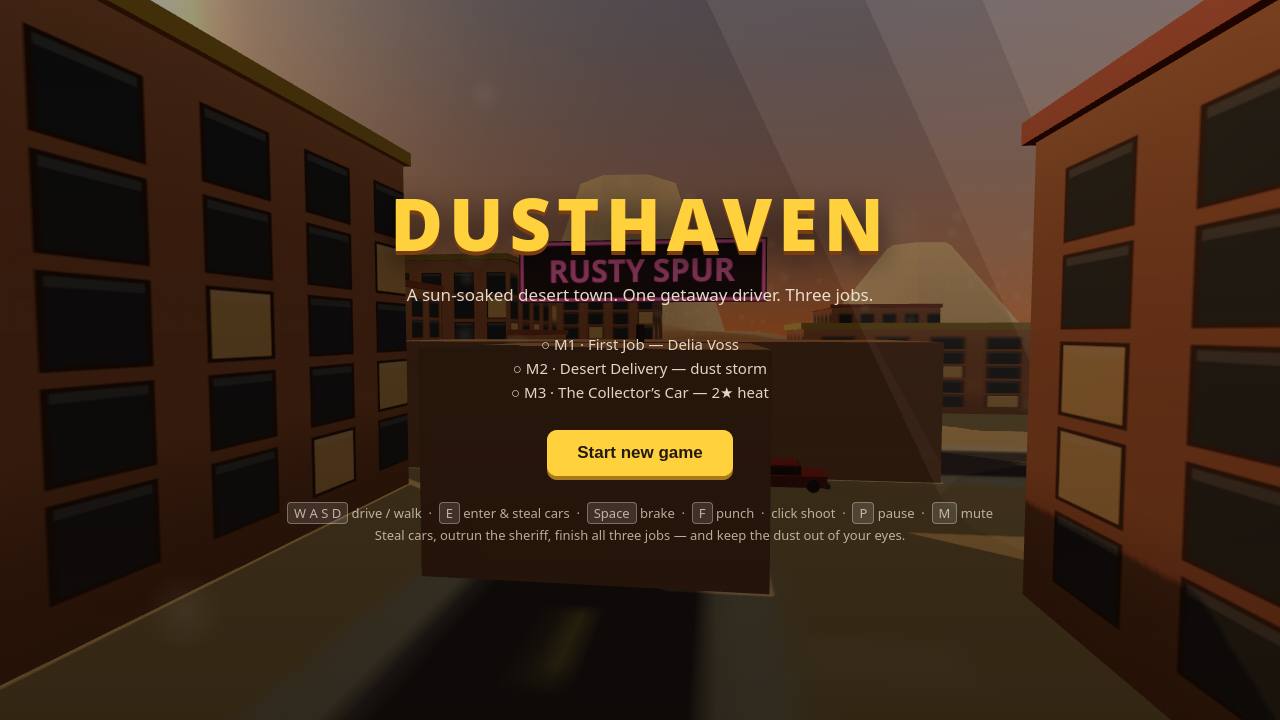 DUSTHAVEN
RUSTY SPUR
A sun-soaked desert town. One getaway driver. Three jobs.
○ M1 · First Job — Delia Voss
○ M2 · Desert Delivery — dust storm
○ M3 · The Collector’s Car — 2★ heat
Start new game
W A S D drive / walk · E enter & steal cars · Space brake · F punch · click shoot · P pause · M mute
Steal cars, outrun the sheriff, finish all three jobs — and keep the dust out of your eyes.